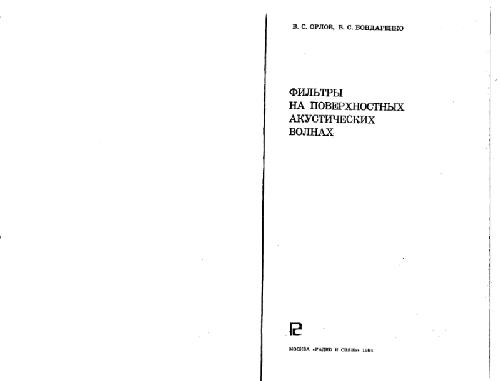 В. С. ОРЛОВ, В. С. БОНДАРЕНКО
ФИЛЬТРЫ
НА ПОВЕРХНОСТНЫХ
АКУСТИЧЕСКИХ
ВОЛНАХ
МОСКВА «РАДИО И СВЯЗЬ» 1984